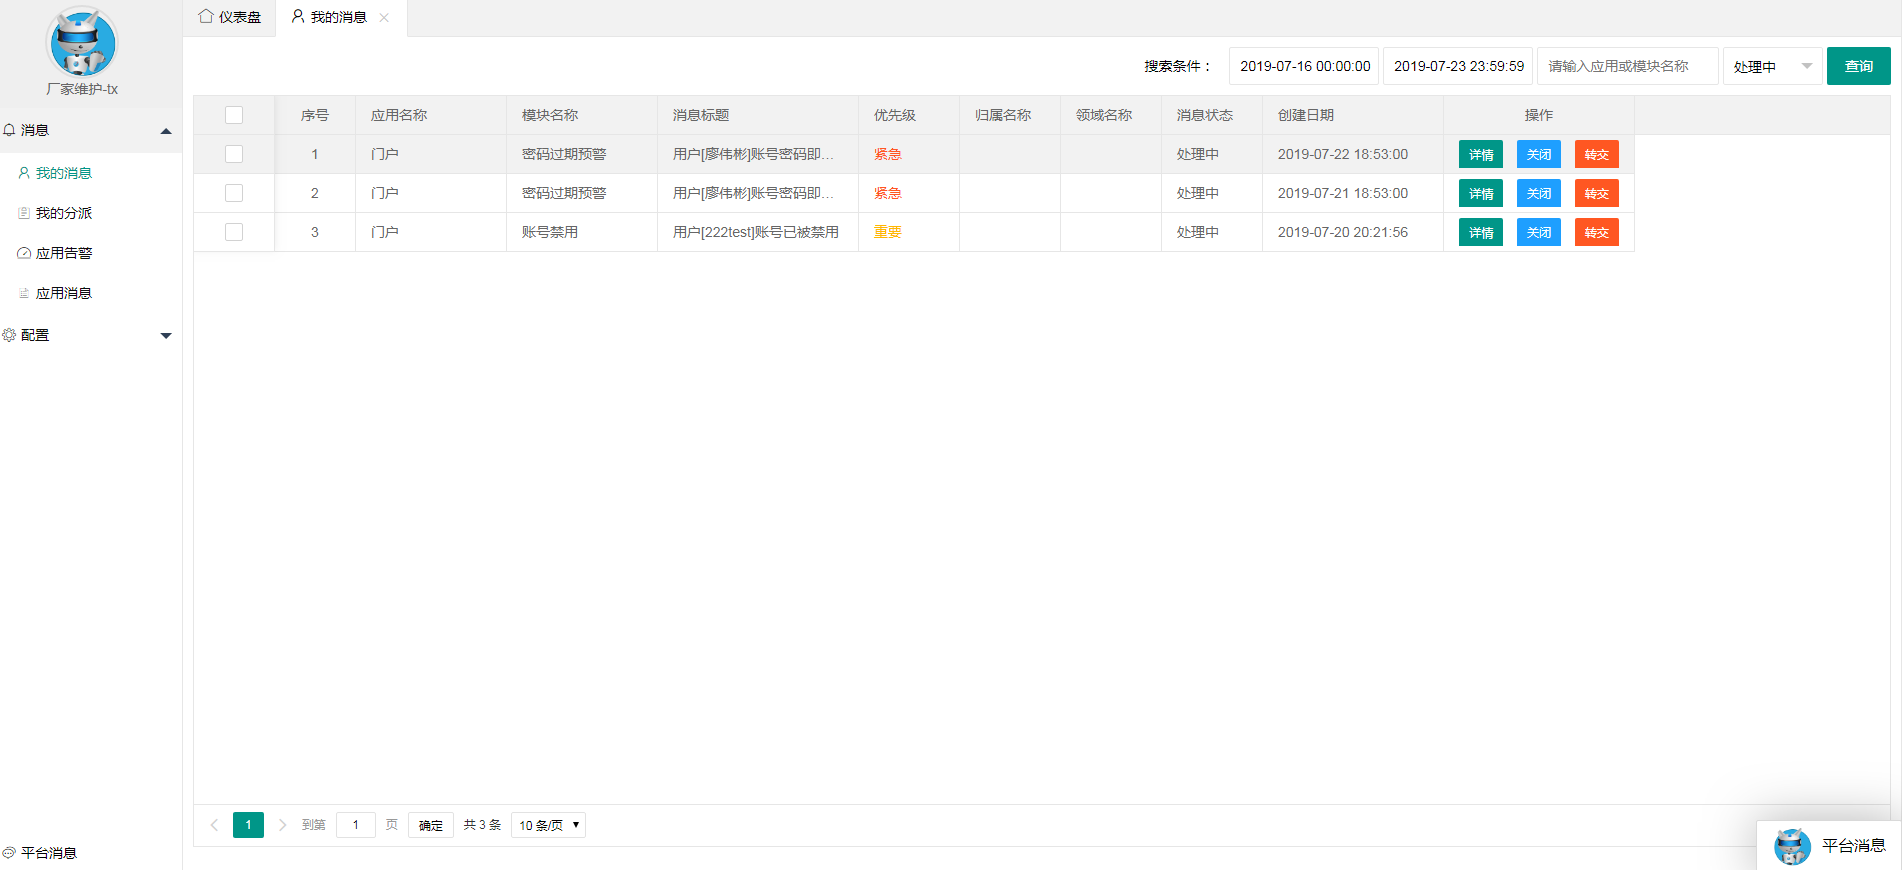 仪表盘 我的消息
厂家维护-tx
消息
我的消息
我的分派
应用告警
应用消息
配置
平台消息
搜索条件： 2019-07-16 00:00:00 2019-07-23 23:59:59 请输入应用或模块名称 处理中 查询
序号 应用名称 模块名称 消息标题 优先级 归属名称 领域名称 消息状态 创建日期 操作
1 门户 密码过期预警 用户[廖伟彬]账号密码即... 紧急 处理中 2019-07-22 18:53:00 详情 关闭 转交
2 门户 密码过期预警 用户[廖伟彬]账号密码即... 紧急 处理中 2019-07-21 18:53:00 详情 关闭 转交
3 门户 账号禁用 用户[222test]账号已被禁用 重要 处理中 2019-07-20 20:21:56 详情 关闭 转交
1 到第 1 页 确定 共 3 条 10 条/页
平台消息